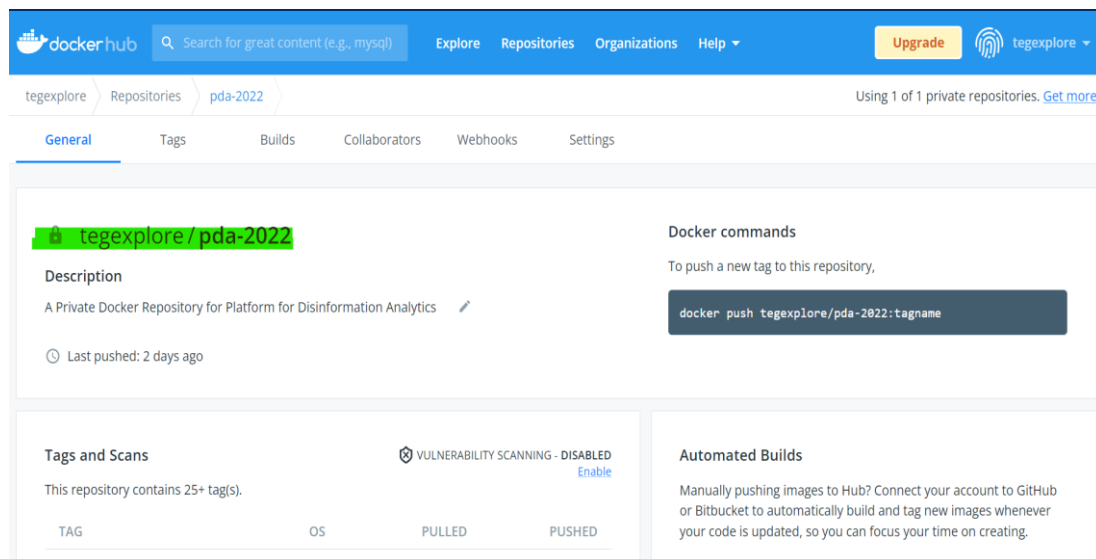 dockerhub
Search for great content (e.g., mysql)
Explore
Repositories
Organizations
Help
Upgrade
tegexplore
tegexplore
Repositories
pda-2022
Using 1 of 1 private repositories. Get more
General
Tags
Builds
Collaborators
Webhooks
Settings
tegexplore / pda-2022
Description
A Private Docker Repository for Platform for Disinformation Analytics
Last pushed: 2 days ago
Docker commands
To push a new tag to this repository,
docker push tegexplore/pda-2022:tagname
Tags and Scans
VULNERABILITY SCANNING - DISABLED
Enable
This repository contains 25+ tag(s).
TAG
OS
PULLED
PUSHED
Automated Builds
Manually pushing images to Hub? Connect your account to GitHub
or Bitbucket to automatically build and tag new images whenever
your code is updated, so you can focus your time on creating.